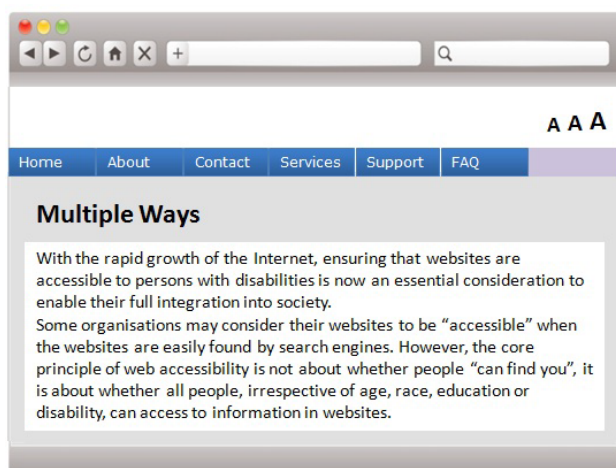 A A A
Home About Contact Services Support FAQ
Multiple Ways
With the rapid growth of the Internet, ensuring that websites are
accessible to persons with disabilities is now an essential consideration to
enable their full integration into society.
Some organisations may consider their websites to be “accessible” when
the websites are easily found by search engines. However, the core
principle of web accessibility is not about whether people “can find you”, it
is about whether all people, irrespective of age, race, education or
disability, can access to information in websites.